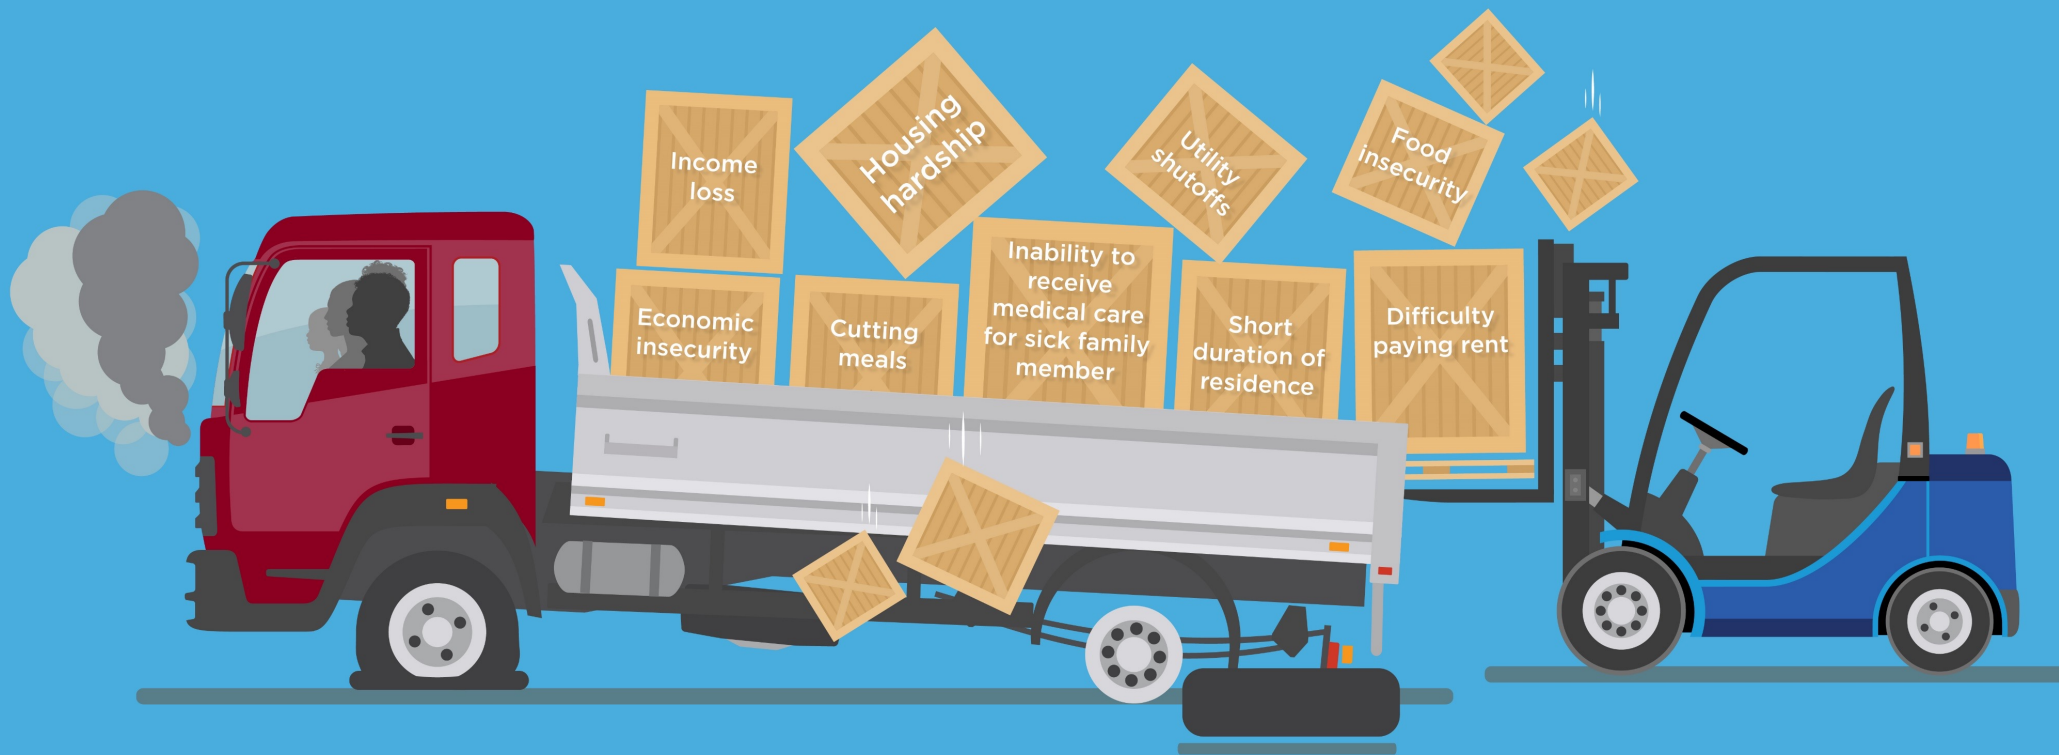 Income
loss
Housing
hardship
Utility
shutoffs
Food
insecurity
Economic
insecurity
Cutting
meals
Inability to
receive
medical care
for sick family
member
Short
duration of
residence
Difficulty
paying rent